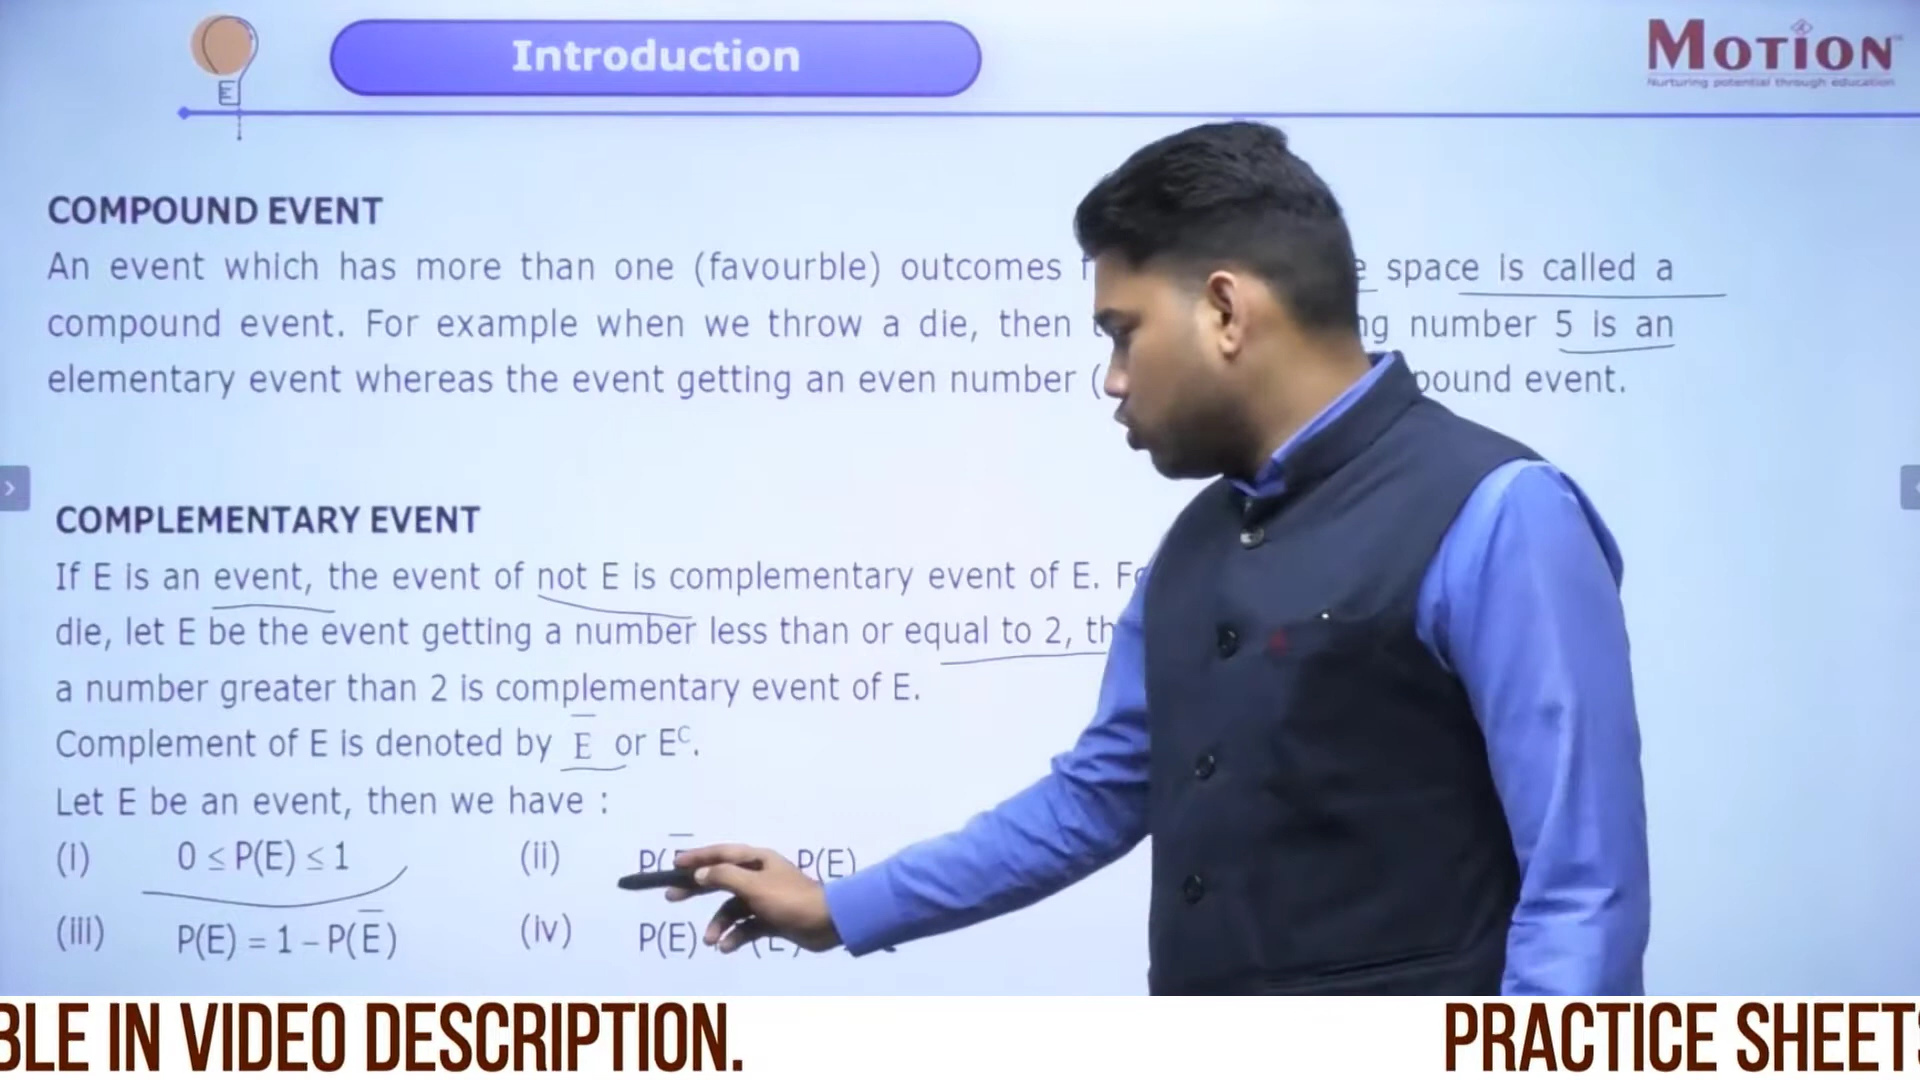 Introduction
MOTION
Nurturing potential through education
COMPOUND EVENT
An event which has more than one (favourble) outcomes space is called a
compound event. For example when we throw a die, then number 5 is an
elementary event whereas the event getting an even number ( event.
COMPLEMENTARY EVENT
If E is an event, the event of not E is complementary event of E.
die, let E be the event getting a number less than or equal to 2,
a number greater than 2 is complementary event of E.
Complement of E is denoted by E̅ or Eᶜ.
Let E be an event, then we have :
(i) 0 ≤ P(E) ≤ 1 (ii) P(E)
(iii) P(E) = 1 – P(E̅) (iv) P(E)
BLE IN VIDEO DESCRIPTION. PRACTICE SHEETS